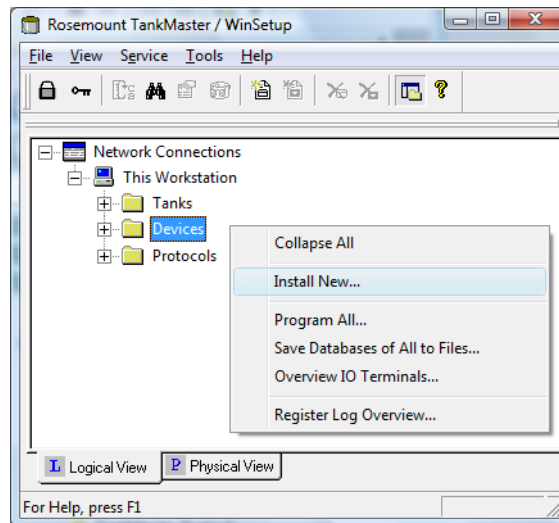 Rosemount TankMaster / WinSetup
File View Service Tools Help
Network Connections
This Workstation
Tanks
Devices
Protocols
Collapse All
Install New...
Program All...
Save Databases of All to Files...
Overview IO Terminals...
Register Log Overview...
L Logical View P Physical View
For Help, press F1